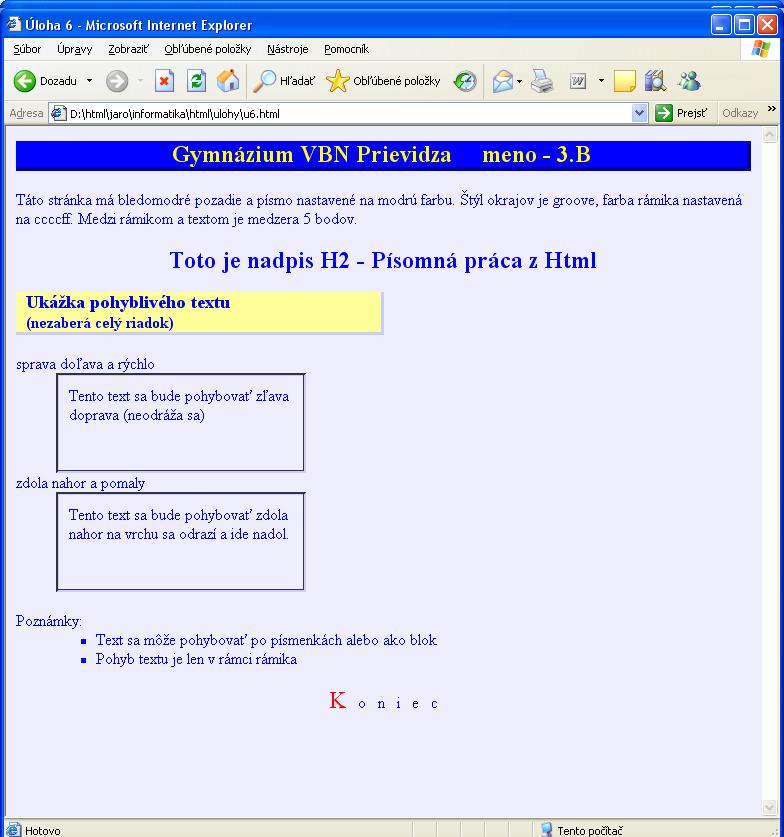 Úloha 6 - Microsoft Internet Explorer
Súbor Úpravy Zobraziť Obľúbené položky Nástroje Pomocník
Dozadu Hľadať Obľúbené položky
Adresa D:\html\jaro\informatika\html\ulohy\u6.html Prejsť Odkazy »
Gymnázium VBN Prievidza meno - 3.B
Táto stránka má bledomodré pozadie a písmo nastavené na modrú farbu. Štýl okrajov je groove, farba rámika nastavená
na ccccff. Medzi rámikom a textom je medzera 5 bodov.
Toto je nadpis H2 - Písomná práca z Html
Ukážka pohyblivého textu
(nezaberá celý riadok)
sprava doľava a rýchlo
Tento text sa bude pohybovať zľava
doprava (neodráža sa)
zdola nahor a pomaly
Tento text sa bude pohybovať zdola
nahor na vrchu sa odrazí a ide nadol.
Poznámky:
Text sa môže pohybovať po písmenkách alebo ako blok
Pohyb textu je len v rámci rámika
K o n i e c
Hotovo Tento počítač